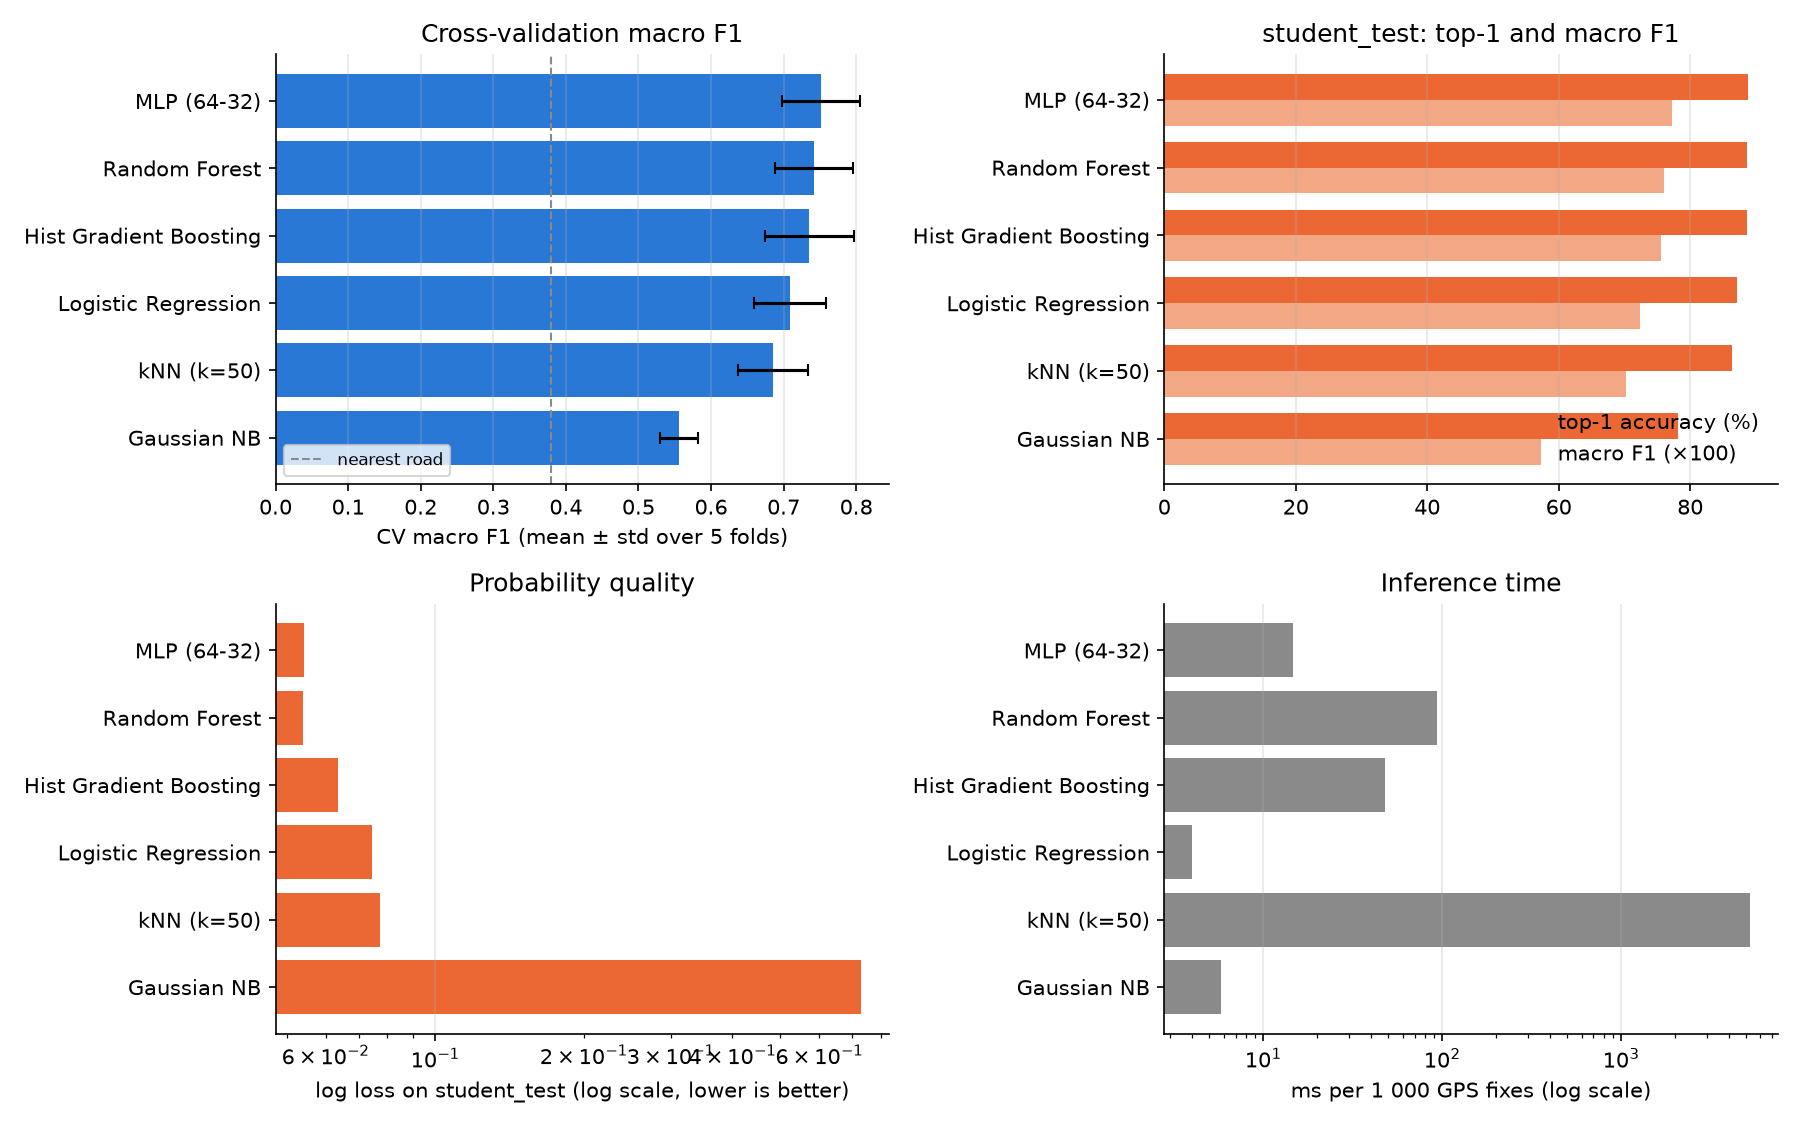 Cross-validation macro F1
MLP (64-32)
Random Forest
Hist Gradient Boosting
Logistic Regression
kNN (k=50)
Gaussian NB
nearest road
0.0 0.1 0.2 0.3 0.4 0.5 0.6 0.7 0.8
CV macro F1 (mean ± std over 5 folds)
student_test: top-1 and macro F1
MLP (64-32)
Random Forest
Hist Gradient Boosting
Logistic Regression
kNN (k=50)
Gaussian NB
top-1 accuracy (%)
macro F1 (×100)
0 20 40 60 80
Probability quality
MLP (64-32)
Random Forest
Hist Gradient Boosting
Logistic Regression
kNN (k=50)
Gaussian NB
6 × 10⁻² 10⁻¹ 2 × 10⁻¹ 3 × 10⁻¹ 4 × 10⁻¹ 6 × 10⁻¹
log loss on student_test (log scale, lower is better)
Inference time
MLP (64-32)
Random Forest
Hist Gradient Boosting
Logistic Regression
kNN (k=50)
Gaussian NB
10¹ 10² 10³
ms per 1 000 GPS fixes (log scale)